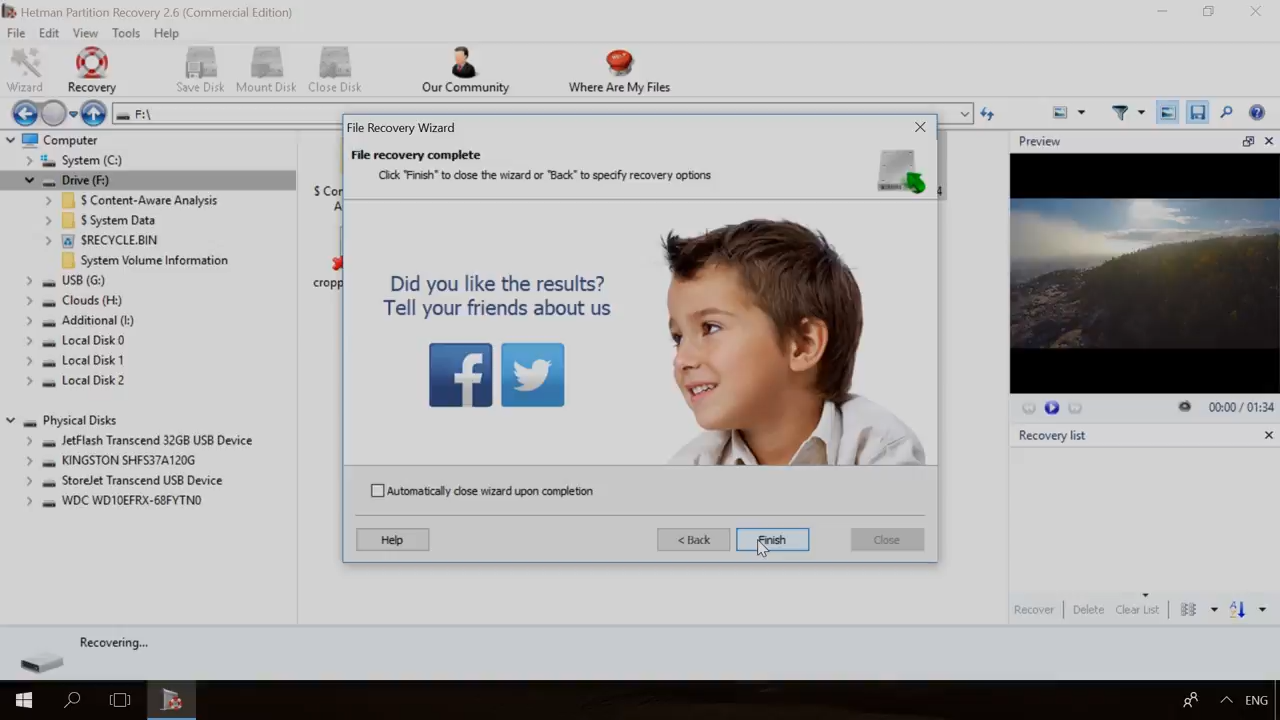 Hetman Partition Recovery 2.6 (Commercial Edition)
File Edit View Tools Help
Wizard Recovery Save Disk Mount Disk Close Disk Our Community Where Are My Files
F:\
Computer
System (C:)
Drive (F:)
$ Content-Aware Analysis
$ System Data
$RECYCLE.BIN
System Volume Information
USB (G:)
Clouds (H:)
Additional (I:)
Local Disk 0
Local Disk 1
Local Disk 2
Physical Disks
JetFlash Transcend 32GB USB Device
KINGSTON SHFS37A120G
StoreJet Transcend USB Device
WDC WD10EFRX-68FYTN0
$ Con
A
4
cropp
File Recovery Wizard
File recovery complete
Click "Finish" to close the wizard or "Back" to specify recovery options
Did you like the results?
Tell your friends about us
Automatically close wizard upon completion
Help < Back Finish Close
Preview
00:00 / 01:34
Recovery list
Recover Delete Clear List
Recovering...
ENG